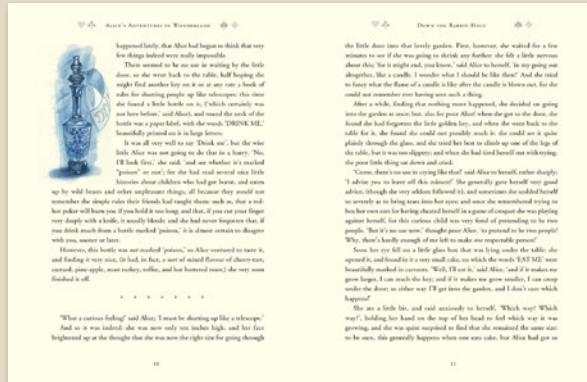 ALICE'S ADVENTURES IN WONDERLAND
happened lately, that Alice had begun to think that very
few things indeed were really impossible.
There seemed to be no use in waiting by the little
door, so she went back to the table, half hoping she
might find another key on it or at any rate a book of
rules for shutting people up like telescopes: this time
she found a little bottle on it, ('which certainly was
not here before,' said Alice), and round the neck of the
bottle was a paper label, with the words 'DRINK ME,'
beautifully printed on it in large letters.
It was all very well to say 'Drink me', but the wise
little Alice was not going to do that in a hurry. 'No,
I'll look first,' she said, 'and see whether it's marked
"poison" or not'; for she had read several nice little
histories about children who had got burnt, and eaten
up by wild beasts and other unpleasant things, all because they would not
remember the simple rules their friends had taught them: such as, that a red-
hot poker will burn you if you hold it too long; and that, if you cut your finger
very deeply with a knife, it usually bleeds; and she had never forgotten that, if
you drink much from a bottle marked 'poison,' it is almost certain to disagree
with you, sooner or later.
However, this bottle was not marked 'poison,' so Alice ventured to taste it,
and finding it very nice, (it had, in fact, a sort of mixed flavour of cherry-tart,
custard, pine-apple, roast turkey, toffee, and hot buttered toast,) she very soon
finished it off.
* * * * * * *
'What a curious feeling!' said Alice; 'I must be shutting up like a telescope.'
And so it was indeed: she was now only ten inches high, and her face
brightened up at the thought that she was now the right size for going through
10
DOWN THE RABBIT-HOLE
the little door into that lovely garden. First, however, she waited for a few
minutes to see if she was going to shrink any further: she felt a little nervous
about this; 'for it might end, you know,' said Alice to herself, 'in my going out
altogether, like a candle. I wonder what I should be like then?' And she tried
to fancy what the flame of a candle is like after the candle is blown out, for she
could not remember ever having seen such a thing.
After a while, finding that nothing more happened, she decided on going
into the garden at once; but, alas for poor Alice! when she got to the door, she
found she had forgotten the little golden key, and when she went back to the
table for it, she found she could not possibly reach it: she could see it quite
plainly through the glass, and she tried her best to climb up one of the legs of
the table, but it was too slippery; and when she had tired herself out with trying,
the poor little thing sat down and cried.
'Come, there's no use in crying like that!' said Alice to herself, rather sharply;
'I advise you to leave off this minute!' She generally gave herself very good
advice, (though she very seldom followed it), and sometimes she scolded herself
so severely as to bring tears into her eyes; and once she remembered trying to
box her own ears for having cheated herself in a game of croquet she was playing
against herself, for this curious child was very fond of pretending to be two
people. 'But it's no use now,' thought poor Alice, 'to pretend to be two people!
Why, there's hardly enough of me left to make one respectable person!'
Soon her eye fell on a little glass box that was lying under the table: she
opened it, and found in it a very small cake, on which the words 'EAT ME' were
beautifully marked in currants. 'Well, I'll eat it,' said Alice, 'and if it makes me
grow larger, I can reach the key; and if it makes me grow smaller, I can creep
under the door; so either way I'll get into the garden, and I don't care which
happens!'
She ate a little bit, and said anxiously to herself, 'Which way? Which
way?', holding her hand on the top of her head to feel which way it was
growing, and she was quite surprised to find that she remained the same size:
to be sure, this generally happens when one eats cake, but Alice had got so
11